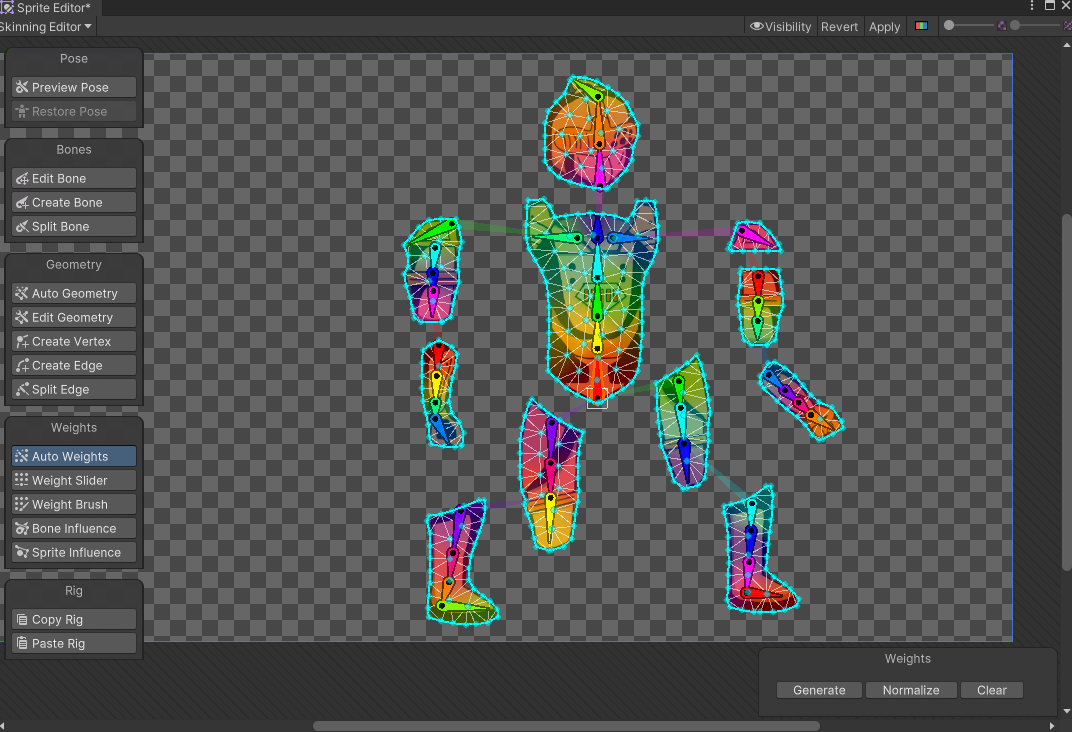 Sprite Editor*
Skinning Editor
Visibility
Revert
Apply
Pose
Preview Pose
Restore Pose
Bones
Edit Bone
Create Bone
Split Bone
Geometry
Auto Geometry
Edit Geometry
Create Vertex
Create Edge
Split Edge
Weights
Auto Weights
Weight Slider
Weight Brush
Bone Influence
Sprite Influence
Rig
Copy Rig
Paste Rig
Weights
Generate
Normalize
Clear